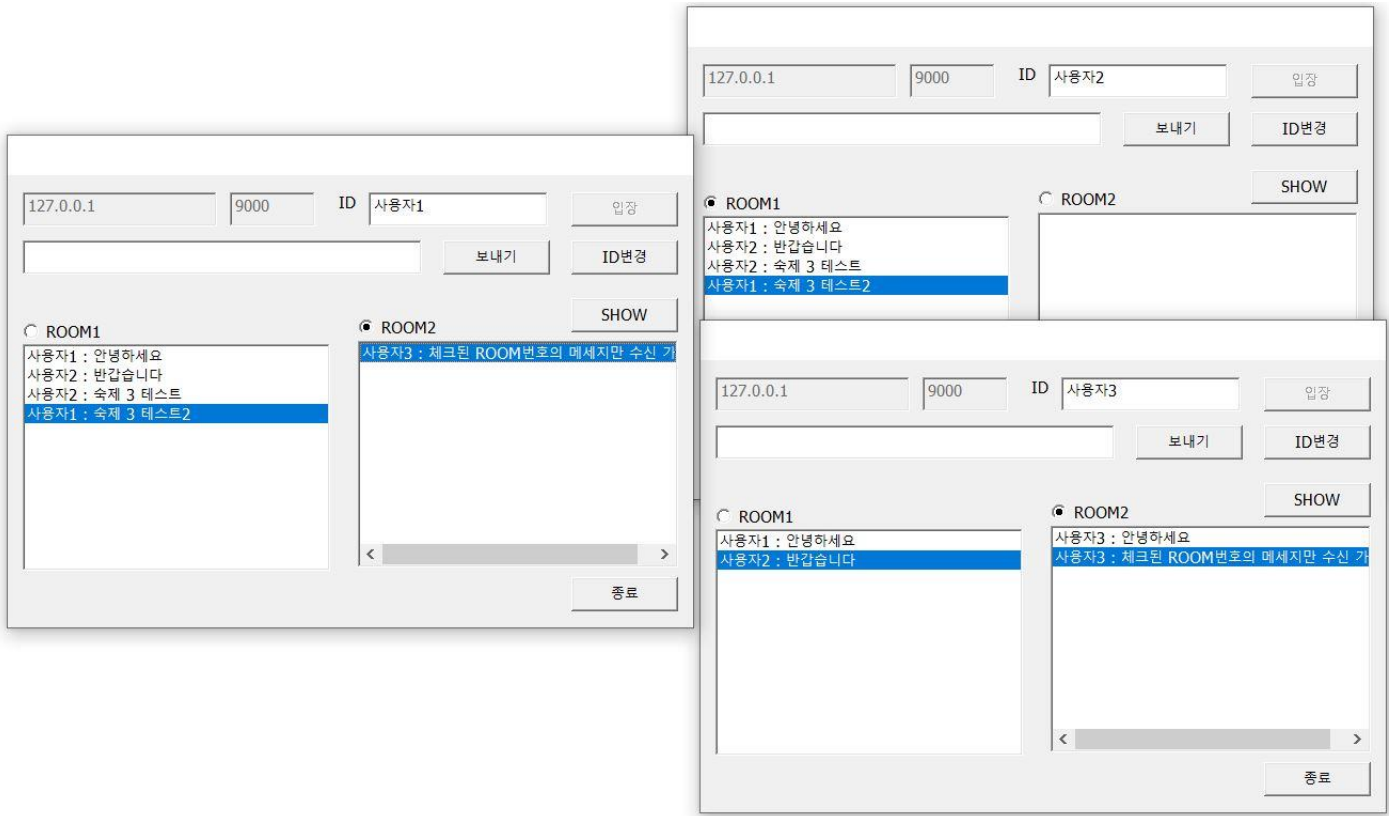 127.0.0.1 9000 ID 사용자2 입장
보내기 ID변경
SHOW
ROOM1 ROOM2
사용자1 : 안녕하세요
사용자2 : 반갑습니다
사용자2 : 숙제 3 테스트
사용자1 : 숙제 3 테스트2
127.0.0.1 9000 ID 사용자1 입장
보내기 ID변경
SHOW
ROOM1 ROOM2
사용자1 : 안녕하세요
사용자2 : 반갑습니다
사용자2 : 숙제 3 테스트
사용자1 : 숙제 3 테스트2
사용자3 : 체크된 ROOM번호의 메세지만 수신 가
종료
127.0.0.1 9000 ID 사용자3 입장
보내기 ID변경
SHOW
ROOM1 ROOM2
사용자1 : 안녕하세요
사용자2 : 반갑습니다
사용자3 : 안녕하세요
사용자3 : 체크된 ROOM번호의 메세지만 수신 가
종료